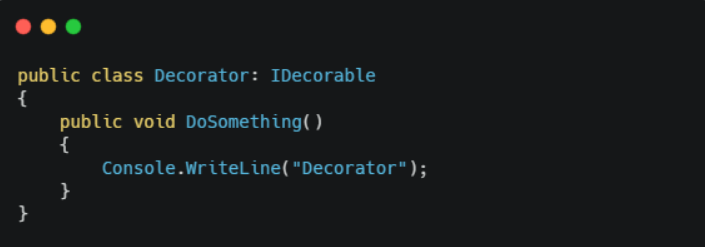 public class Decorator: IDecorable
{
    public void DoSomething()
    {
        Console.WriteLine("Decorator");
    }
}